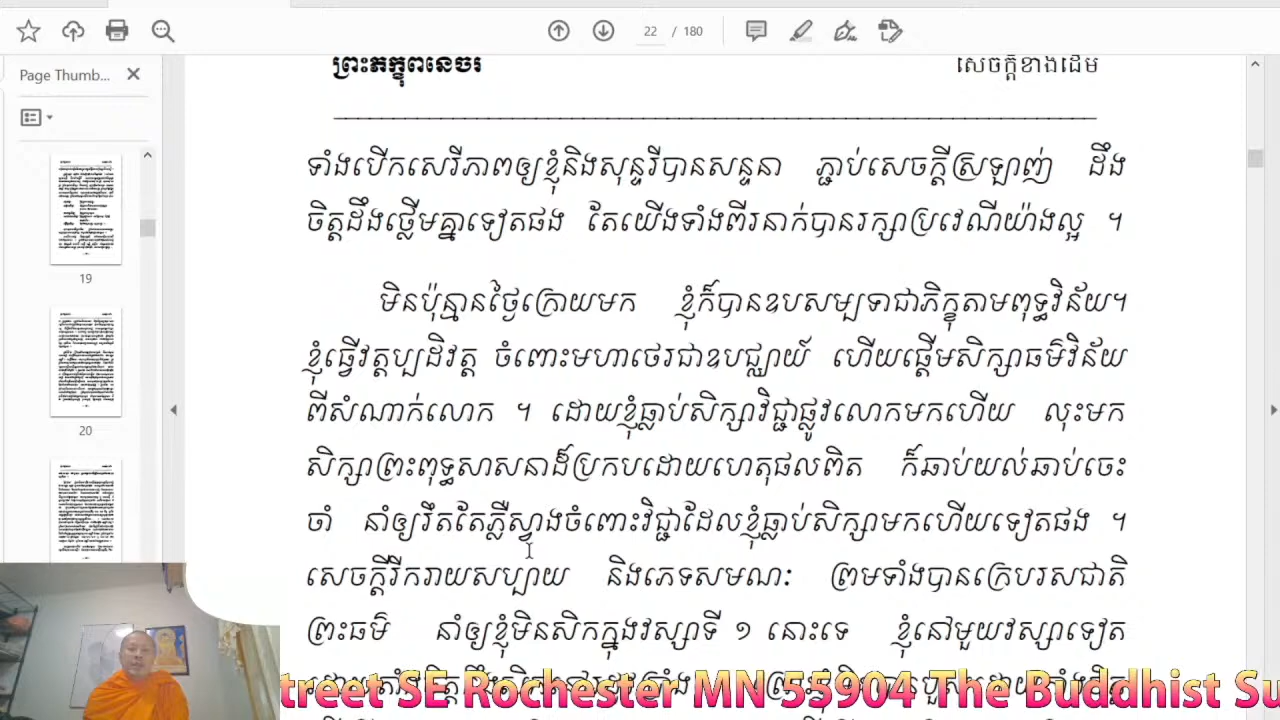 22 / 180
Page Thumb...
ព្រះភក្ខុពនេចរ
សេចក្ដីខាងដើម
ទាំងបើកសេរីភាពឲ្យខ្ញុំនិងសុន្ទរីបានសន្ទនា ភ្ជាប់សេចក្ដីស្រឡាញ់ ដឹង
ចិត្តដឹងថ្លើមគ្នាទៀតផង តែយើងទាំងពីរនាក់បានរក្សាប្រវេណីយ៉ាងល្អ ។
មិនប៉ុន្មានថ្ងៃក្រោយមក ខ្ញុំក៏បានឧបសម្បទាជាភិក្ខុតាមពុទ្ធវិន័យ។
ខ្ញុំធ្វើវត្តប្បដិវត្ត ចំពោះមហាថេរជាឧបជ្ឈាយ៍ ហើយផ្ដើមសិក្សាធម៌វិន័យ
ពីសំណាក់លោក ។ ដោយខ្ញុំធ្លាប់សិក្សាវិជ្ជាផ្លូវលោកមកហើយ លុះមក
សិក្សាព្រះពុទ្ធសាសនាដ៏ប្រកបដោយហេតុផលពិត ក៏ឆាប់យល់ឆាប់ចេះ
ចាំ នាំឲ្យរឹតតែភ្លឺស្វាងចំពោះវិជ្ជាដែលខ្ញុំធ្លាប់សិក្សាមកហើយទៀតផង ។
សេចក្ដីរីករាយសប្បាយ និងភេទសមណៈ ព្រមទាំងបានក្រេបរសជាតិ
ព្រះធម៌ នាំឲ្យខ្ញុំមិនសិកក្នុងវស្សាទី ១ នោះទេ ខ្ញុំនៅមួយវស្សាទៀត
treet SE Rochester MN 55904 The Buddhist Su
19
20